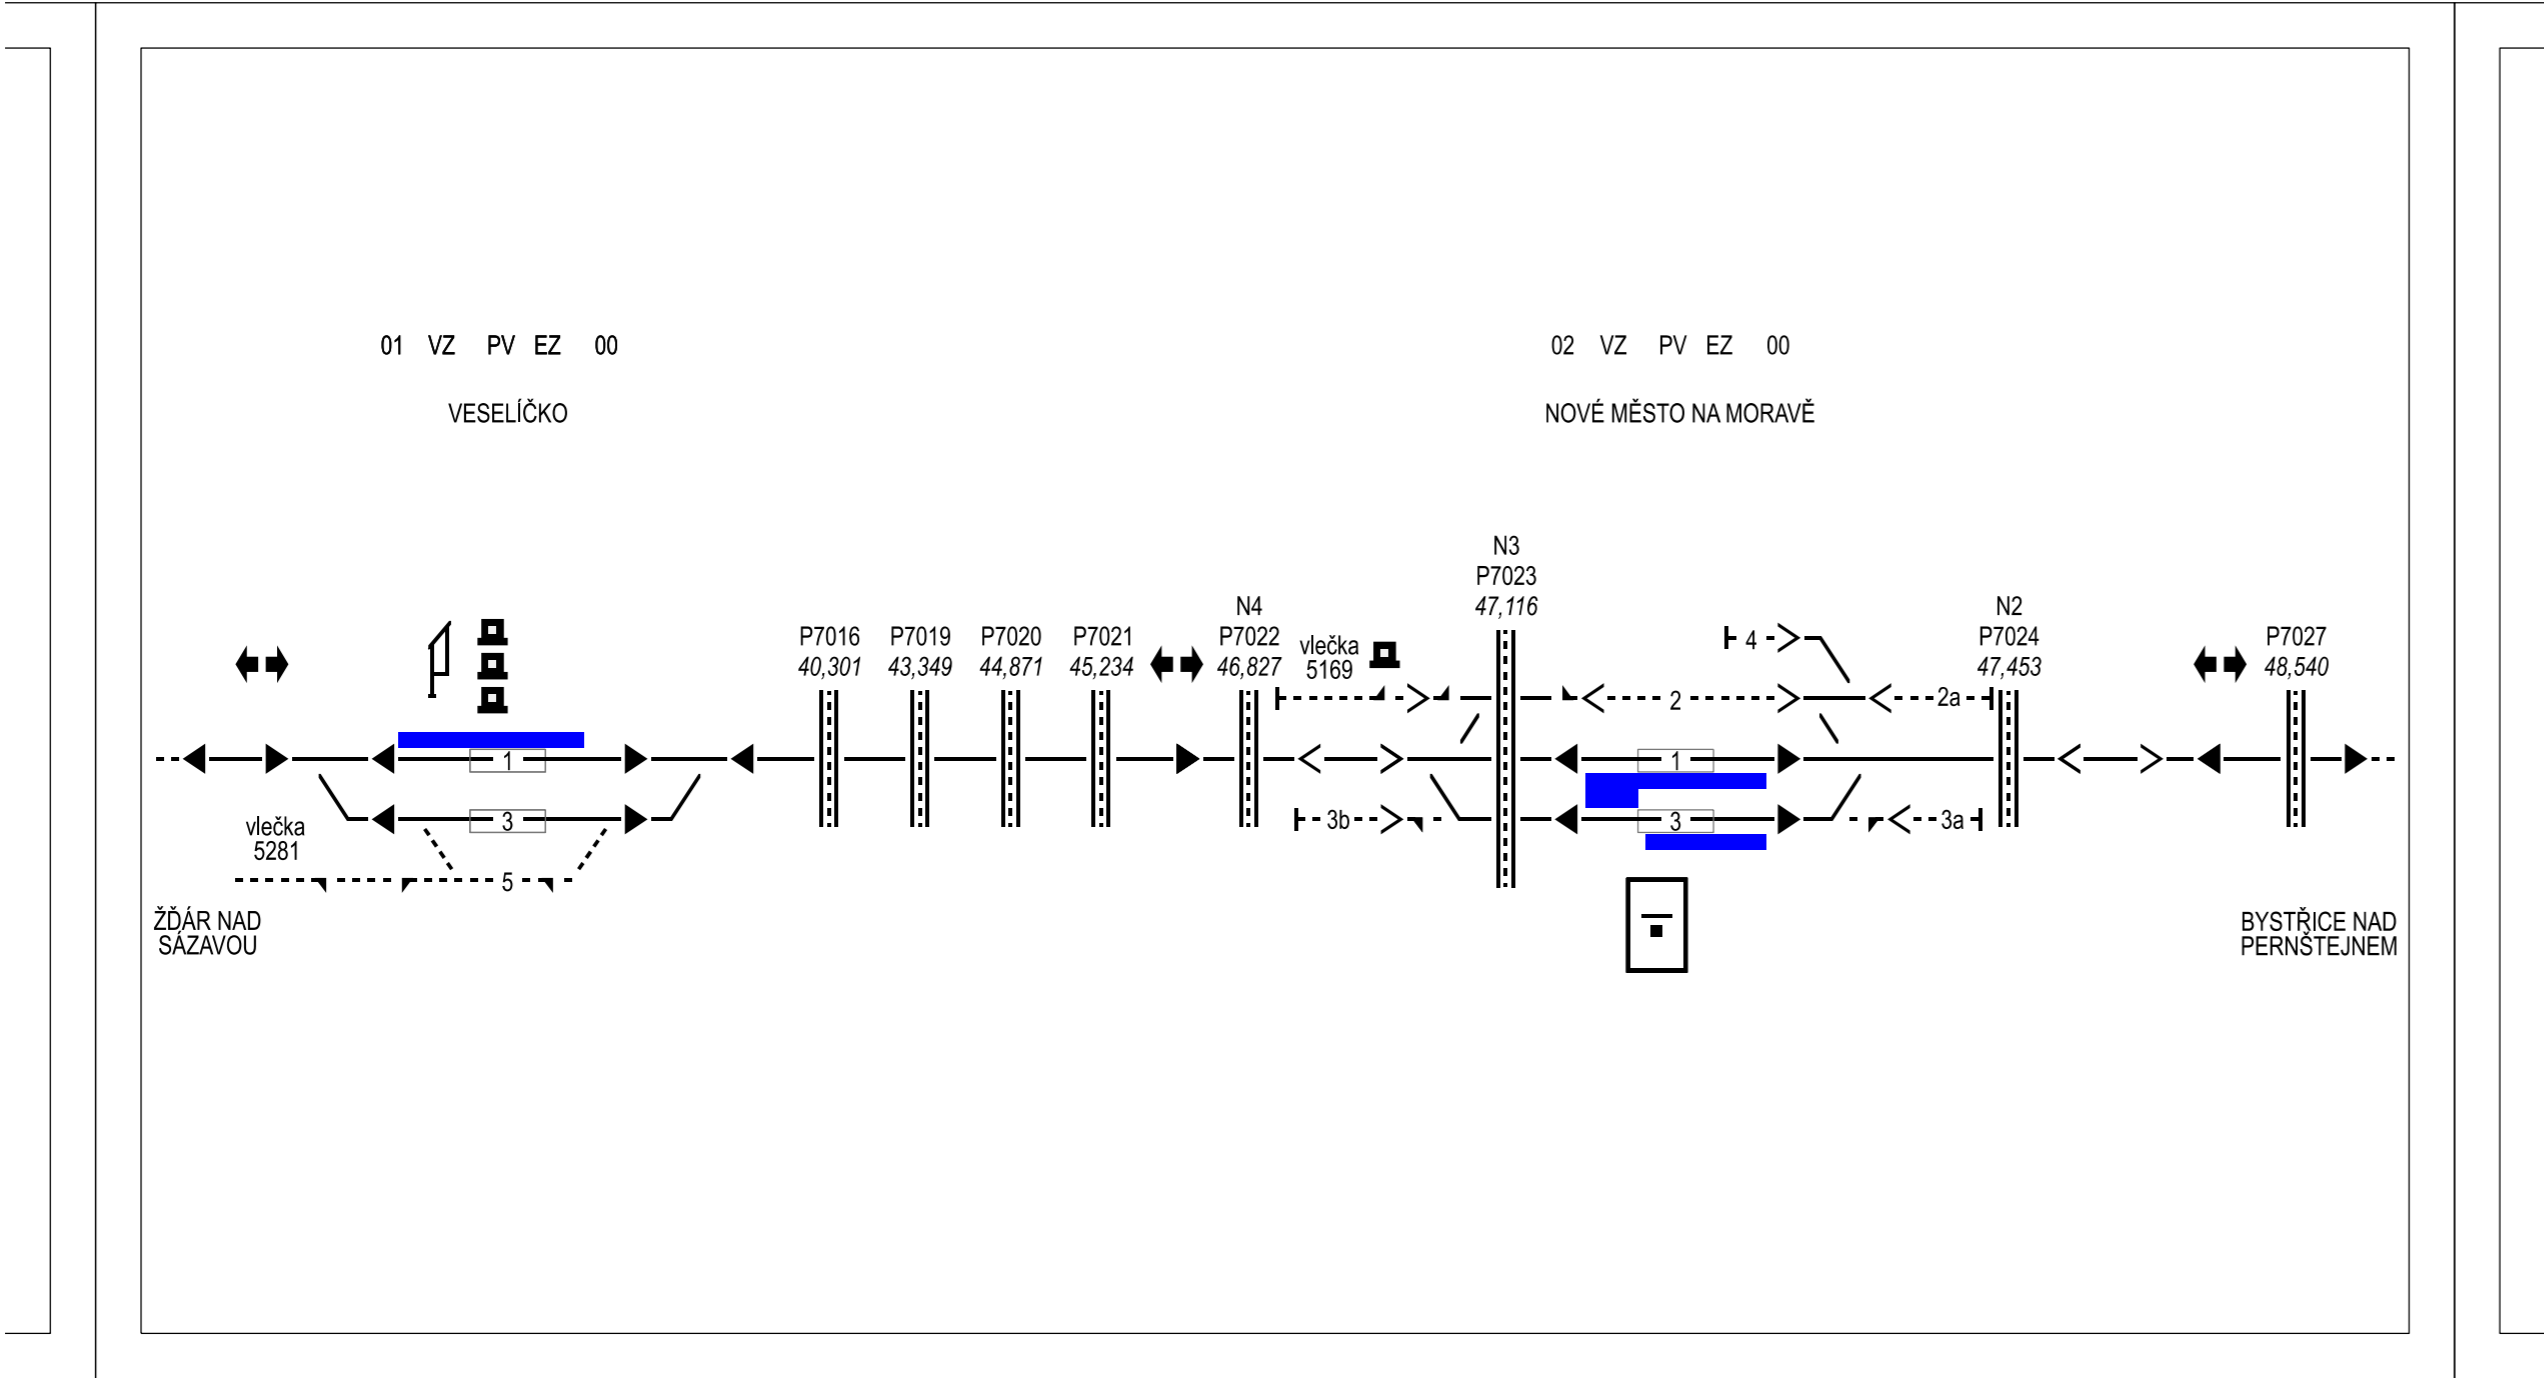 01 VZ PV EZ 00
VESELÍČKO
02 VZ PV EZ 00
NOVÉ MĚSTO NA MORAVĚ
P7016
40,301
P7019
43,349
P7020
44,871
P7021
45,234
N4
P7022
46,827
vlečka
5169
N3
P7023
47,116
N2
P7024
47,453
P7027
48,540
4
2
2a
1
1
3
3b
3
3a
vlečka
5281
5
ŽĎÁR NAD
SÁZAVOU
BYSTŘICE NAD
PERNŠTEJNEM